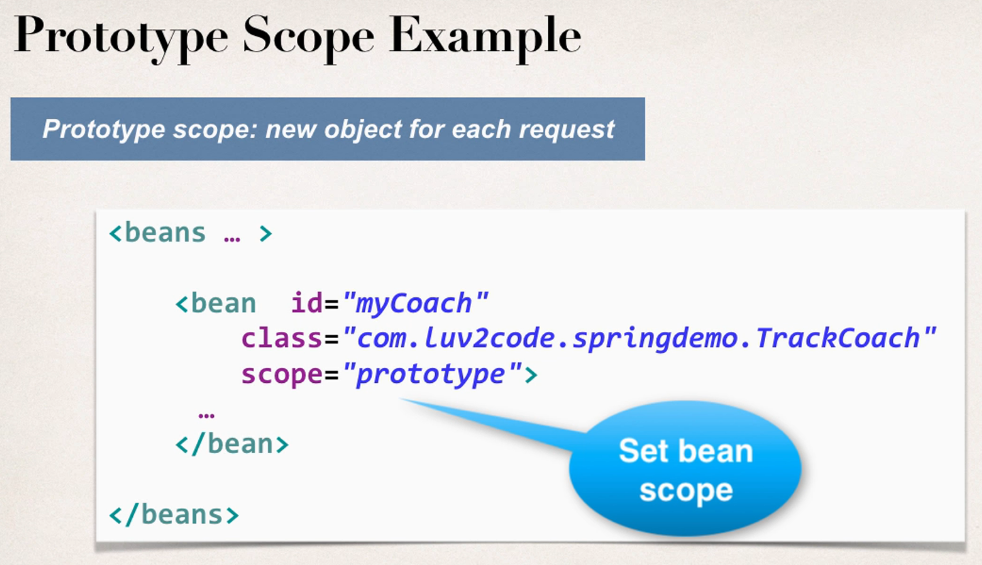 Prototype Scope Example
Prototype scope: new object for each request
<beans … >
<bean id="myCoach"
class="com.luv2code.springdemo.TrackCoach"
scope="prototype">
…
</bean>
Set bean
scope
</beans>